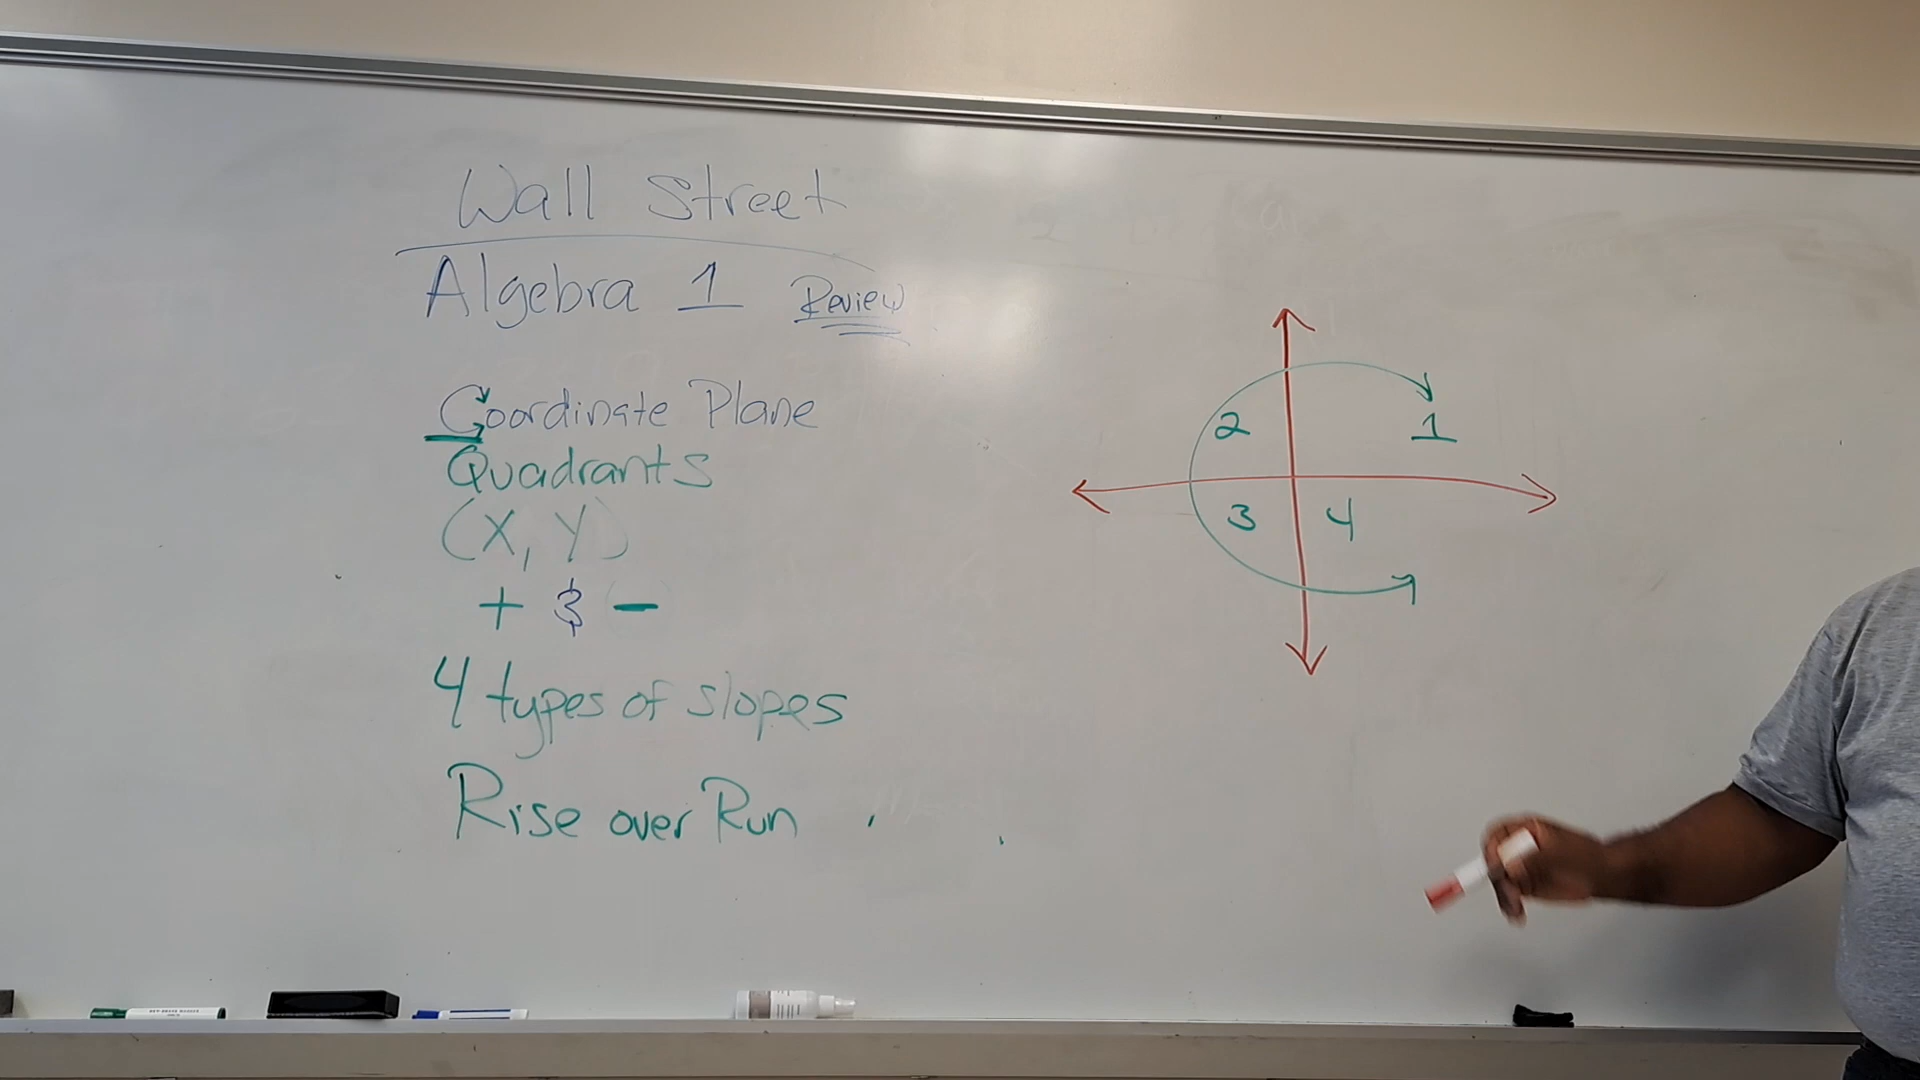 Wall Street
Algebra 1 Review
Coordinate Plane
Quadrants
(X, Y)
+ & -
4 types of slopes
Rise over Run
2 1
3 4